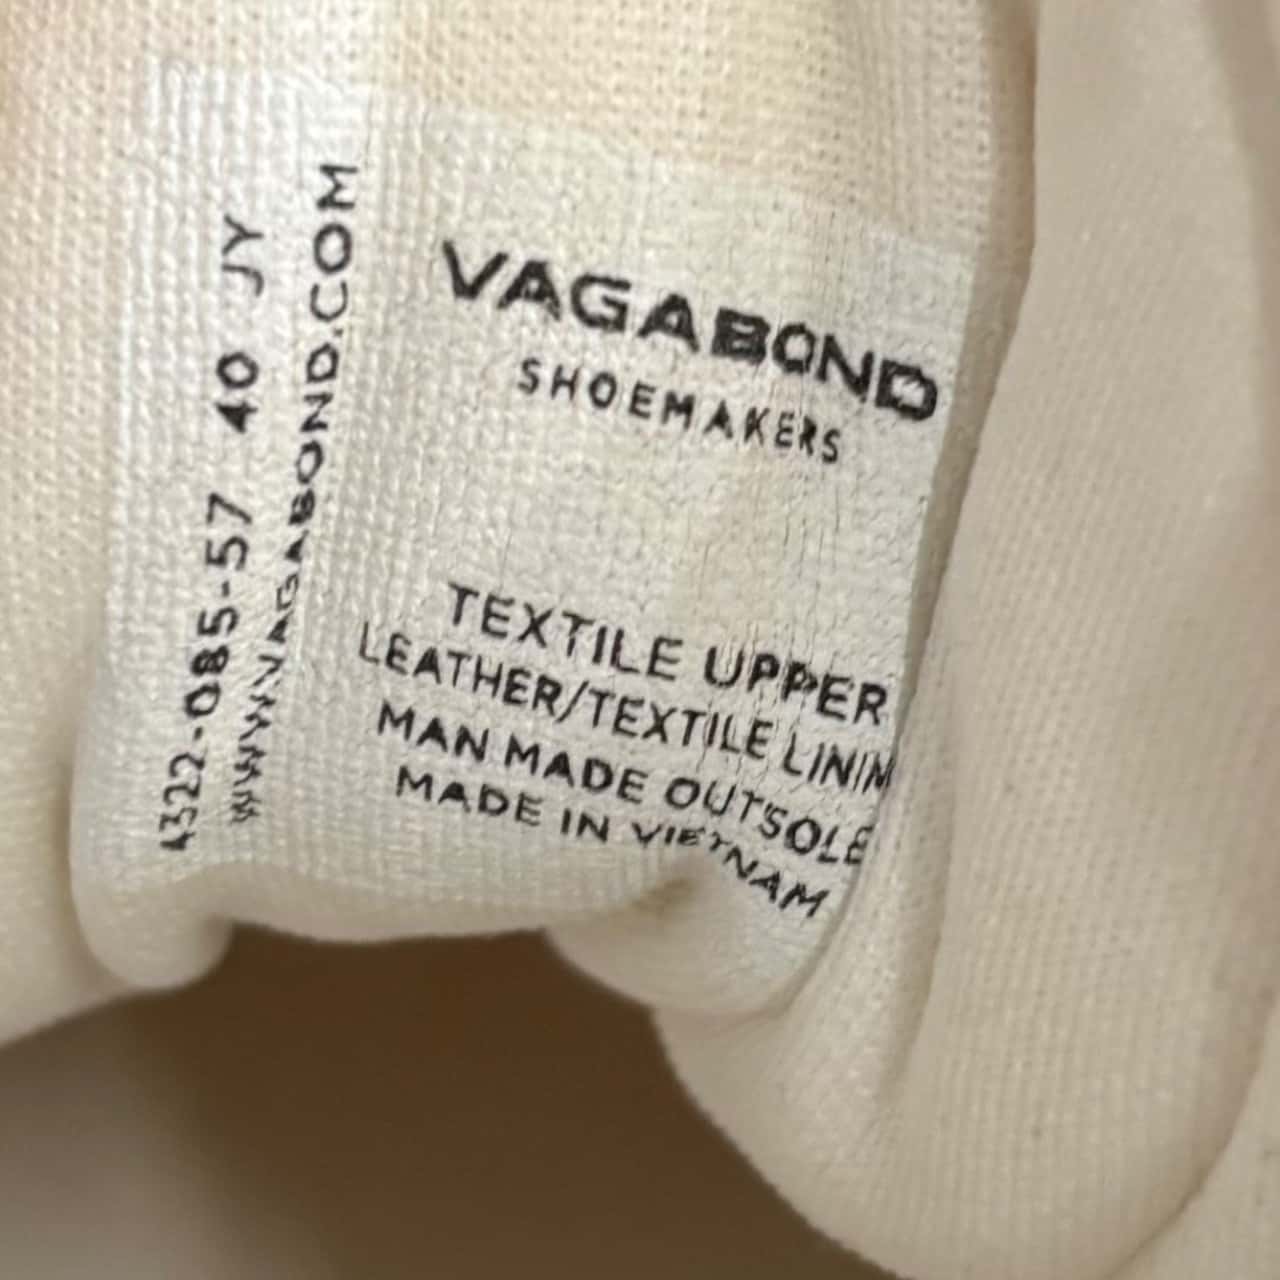 VAGABOND
SHOEMAKERS
TEXTILE UPPER
LEATHER/TEXTILE LININ
MAN MADE OUTSOLE
MADE IN VIETNAM
4322-085-57 40 JY
WWW.VAGABOND.COM